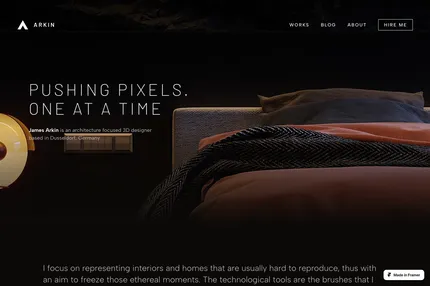 ARKIN
WORKS
BLOG
ABOUT
HIRE ME
PUSHING PIXELS.
ONE AT A TIME
James Arkin is an architecture focused 3D designer
based in Dusseldorf, Germany
I focus on representing interiors and homes that are usually hard to reproduce, thus with
an aim to freeze those ethereal moments. The technological tools are the brushes that I
Made in Framer